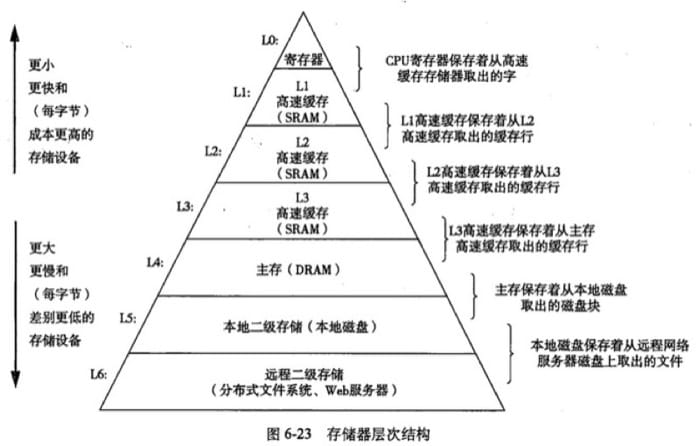 更小
更快和
（每字节）
成本更高的
存储设备
更大
更慢和
（每字节）
差别更低的
存储设备
L0:
寄存器
L1:
L1
高速缓存
（SRAM）
L2:
L2
高速缓存
（SRAM）
L3:
L3
高速缓存
（SRAM）
L4:
主存（DRAM）
L5:
本地二级存储（本地磁盘）
L6:
远程二级存储
（分布式文件系统、Web服务器）
CPU寄存器保存着从高速
缓存存储器取出的字
L1高速缓存保存着从L2
高速缓存取出的缓存行
L2高速缓存保存着从L3
高速缓存取出的缓存行
L3高速缓存保存着从主存
高速缓存取出的缓存行
主存保存着从本地磁盘
取出的磁盘块
本地磁盘保存着从远程网络
服务器磁盘上取出的文件
图 6-23 存储器层次结构